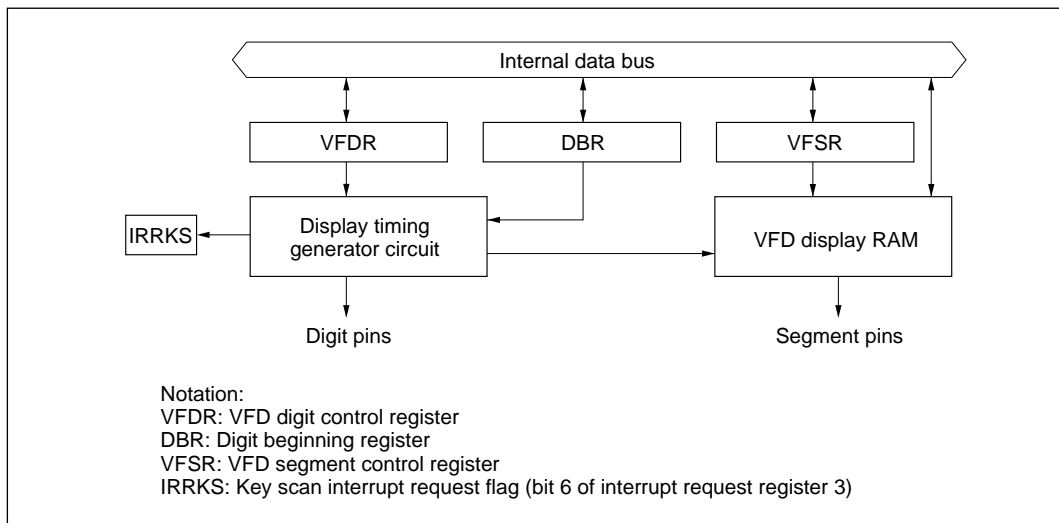 Internal data bus
VFDR
DBR
VFSR
IRRKS
Display timing
generator circuit
VFD display RAM
Digit pins
Segment pins
Notation:
VFDR: VFD digit control register
DBR: Digit beginning register
VFSR: VFD segment control register
IRRKS: Key scan interrupt request flag (bit 6 of interrupt request register 3)